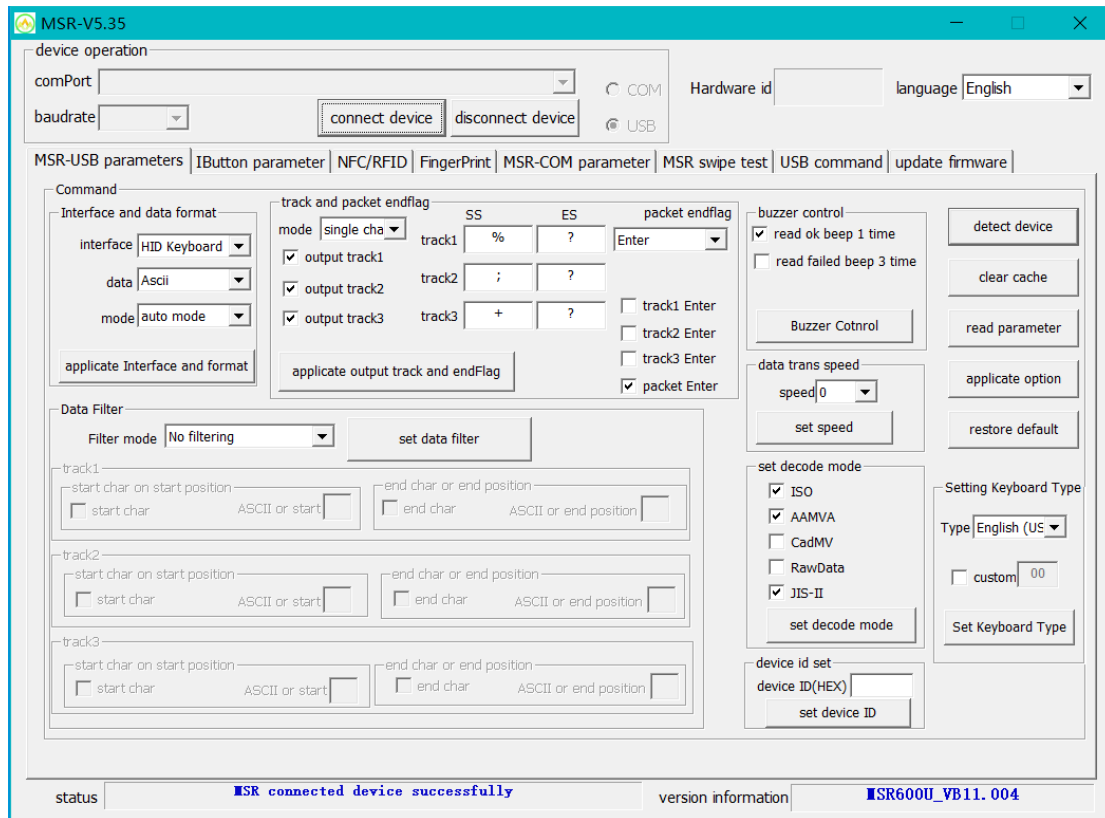 MSR-V5.35
device operation
comPort
COM
Hardware id
language English
baudrate
connect device
disconnect device
USB
MSR-USB parameters
IButton parameter
NFC/RFID
FingerPrint
MSR-COM parameter
MSR swipe test
USB command
update firmware
Command
Interface and data format
interface HID Keyboard
data Ascii
mode auto mode
applicate Interface and format
track and packet endflag
SS ES packet endflag
mode single cha
track1 % ? Enter
output track1
track2 ; ?
output track2
track3 + ?
output track3
track1 Enter
track2 Enter
track3 Enter
packet Enter
applicate output track and endFlag
buzzer control
read ok beep 1 time
read failed beep 3 time
Buzzer Cotnrol
data trans speed
speed 0
set speed
detect device
clear cache
read parameter
applicate option
restore default
Data Filter
Filter mode No filtering
set data filter
track1
start char on start position
start char ASCII or start
end char or end position
end char ASCII or end position
track2
start char on start position
start char ASCII or start
end char or end position
end char ASCII or end position
track3
start char on start position
start char ASCII or start
end char or end position
end char ASCII or end position
set decode mode
ISO
AAMVA
CadMV
RawData
JIS-II
set decode mode
Setting Keyboard Type
Type English (US
custom 00
Set Keyboard Type
device id set
device ID(HEX)
set device ID
status MSR connected device successfully
version information MSR600U_VB11.004